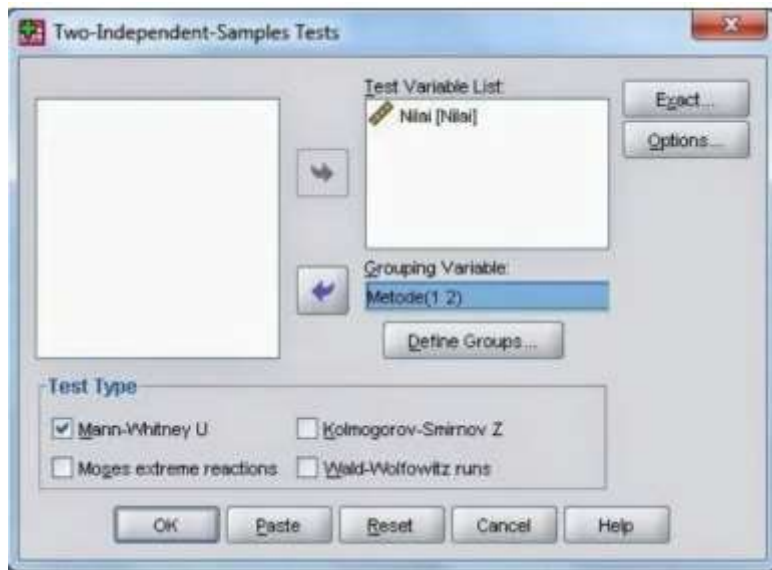 Two-Independent-Samples Tests
Test Variable List:
Nilai [Nilai]
Exact...
Options...
Grouping Variable:
Metode(1 2)
Define Groups...
Test Type
Mann-Whitney U
Kolmogorov-Smirnov Z
Moses extreme reactions
Wald-Wolfowitz runs
OK
Paste
Reset
Cancel
Help